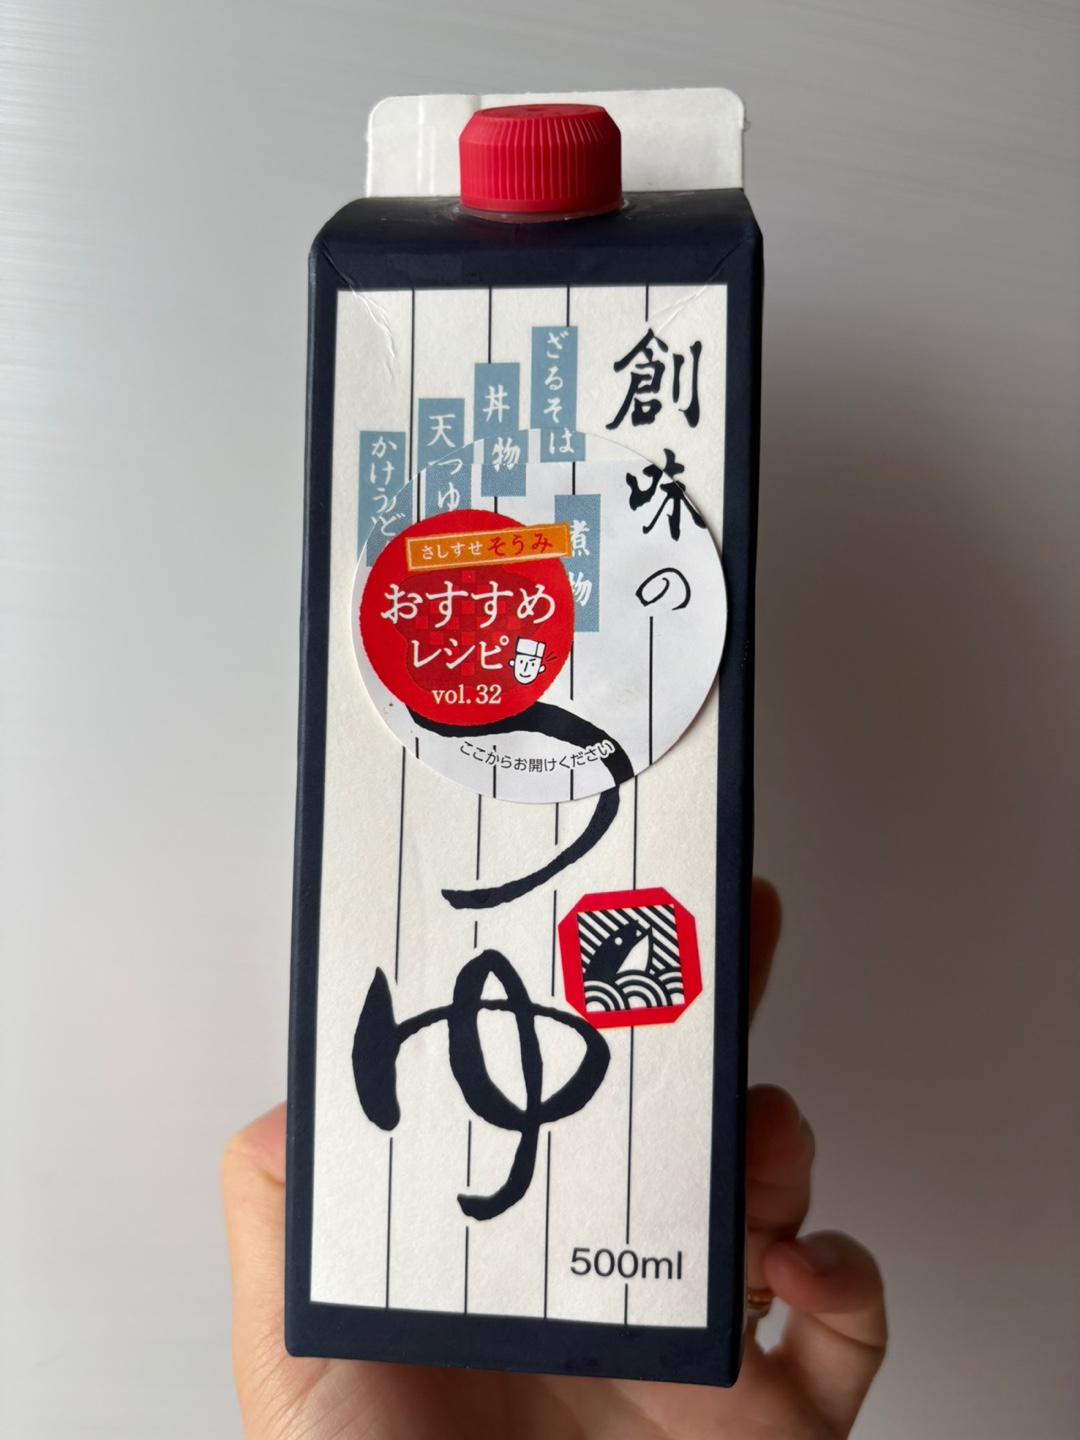 創味の
つゆ
ざるそば
丼物
天つゆ
かけうどん
煮物
さしすせそうみ
おすすめ
レシピ
vol.32
ここからお開けください
500ml